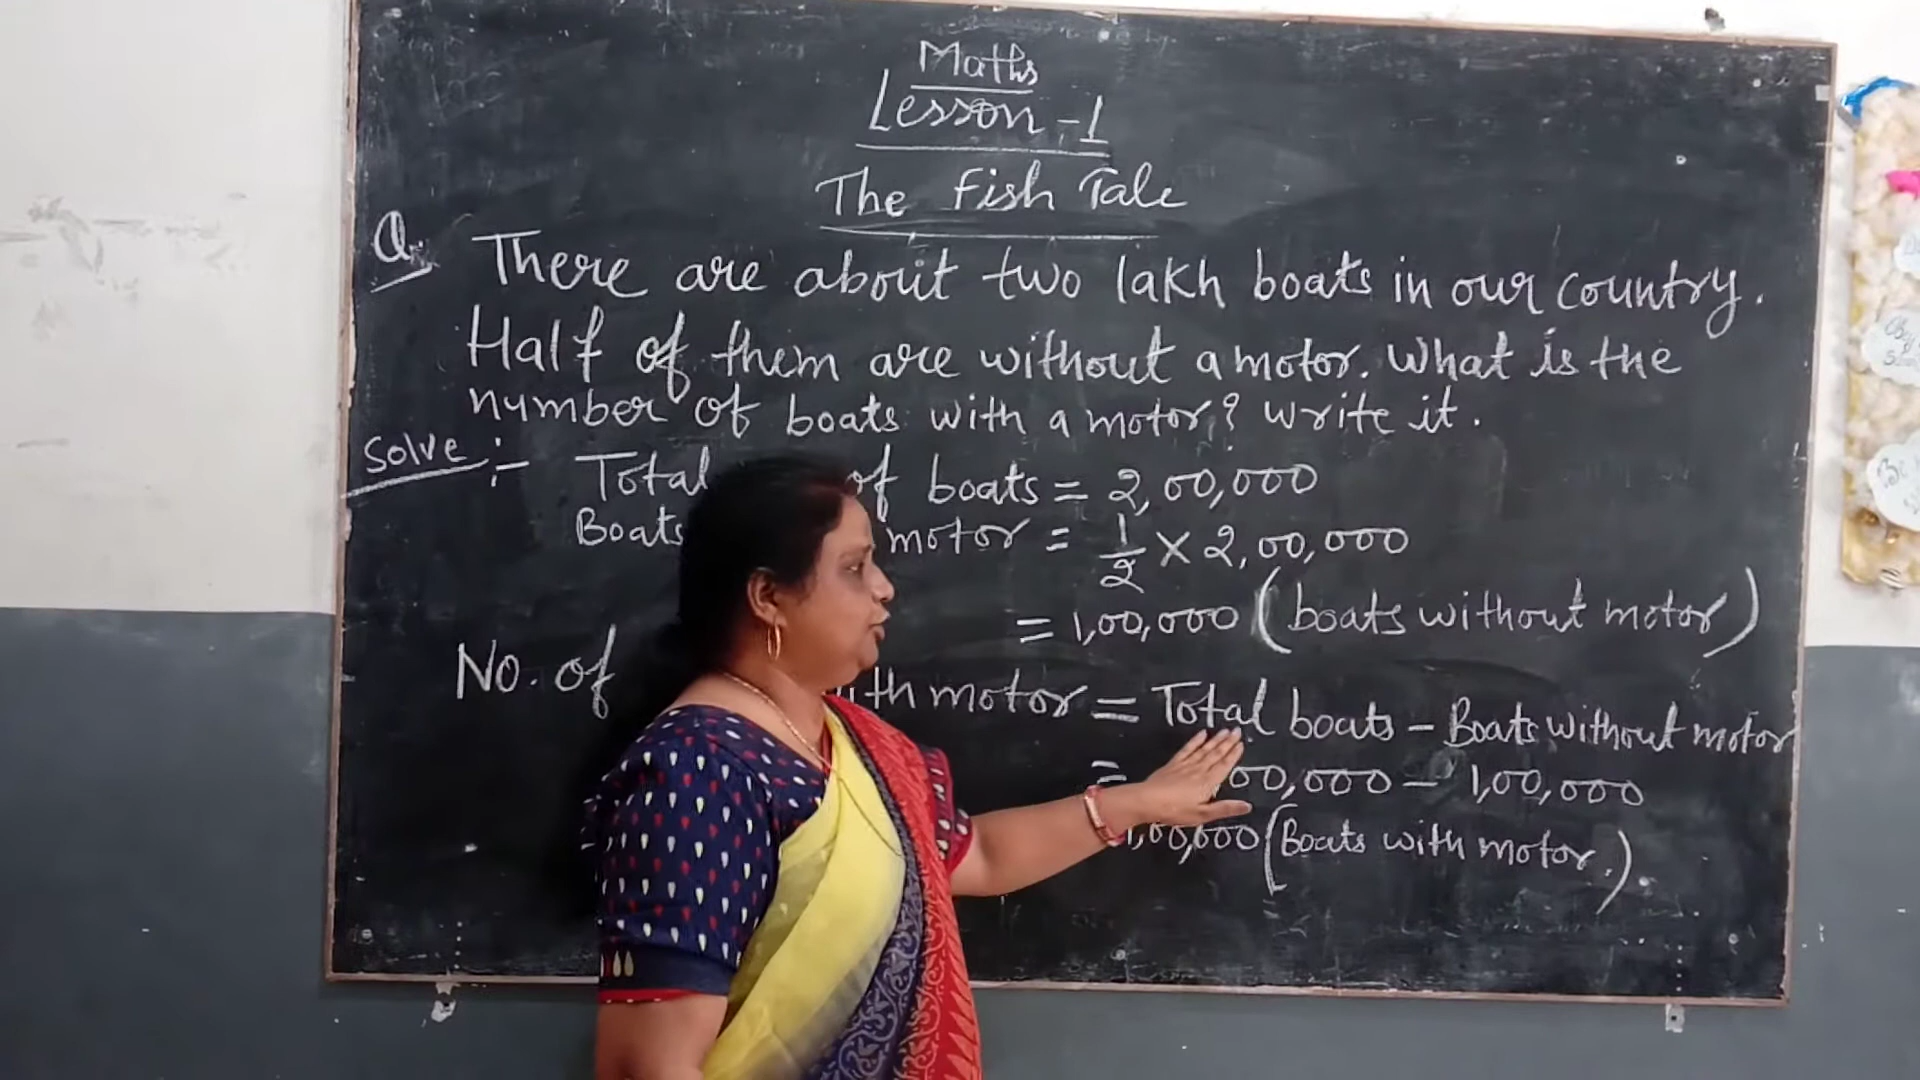 Maths
Lesson-1
The Fish Tale
Q. There are about two lakh boats in our country.
Half of them are without a motor. What is the
number of boats with a motor? Write it.
Solve :- Total of boats = 2,00,000
Boats motor = 1/2 × 2,00,000
= 1,00,000 (boats without motor)
No. of with motor = Total boats - Boats without motor
= 00,000 - 1,00,000
= 1,00,000 (Boats with motor.)